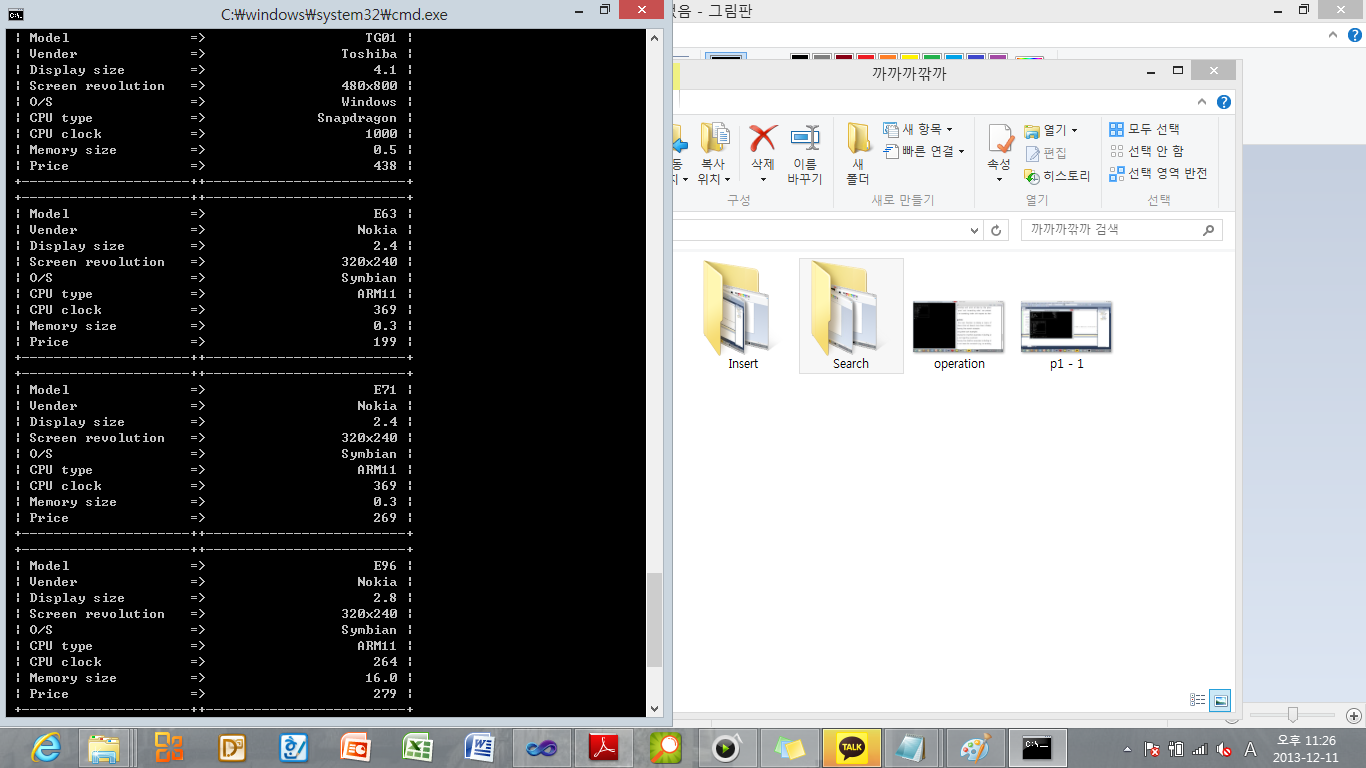 C:\windows\system32\cmd.exe
¦ Model => TG01 ¦
¦ Vender => Toshiba ¦
¦ Display size => 4.1 ¦
¦ Screen revolution => 480x800 ¦
¦ O/S => Windows ¦
¦ CPU type => Snapdragon ¦
¦ CPU clock => 1000 ¦
¦ Memory size => 0.5 ¦
¦ Price => 438 ¦
¦ Model => E63 ¦
¦ Vender => Nokia ¦
¦ Display size => 2.4 ¦
¦ Screen revolution => 320x240 ¦
¦ O/S => Symbian ¦
¦ CPU type => ARM11 ¦
¦ CPU clock => 369 ¦
¦ Memory size => 0.3 ¦
¦ Price => 199 ¦
¦ Model => E71 ¦
¦ Vender => Nokia ¦
¦ Display size => 2.4 ¦
¦ Screen revolution => 320x240 ¦
¦ O/S => Symbian ¦
¦ CPU type => ARM11 ¦
¦ CPU clock => 369 ¦
¦ Memory size => 0.3 ¦
¦ Price => 269 ¦
¦ Model => E96 ¦
¦ Vender => Nokia ¦
¦ Display size => 2.8 ¦
¦ Screen revolution => 320x240 ¦
¦ O/S => Symbian ¦
¦ CPU type => ARM11 ¦
¦ CPU clock => 264 ¦
¦ Memory size => 16.0 ¦
¦ Price => 279 ¦
음 - 그림판
까까까깎까
복사
위치
삭제
이름
바꾸기
구성
새
폴더
새 항목
빠른 연결
새로 만들기
속성
열기
편집
히스토리
열기
모두 선택
선택 안 함
선택 영역 반전
선택
까까까깎까 검색
Insert
Search
operation
p1 - 1
TALK
A
오후 11:26
2013-12-11